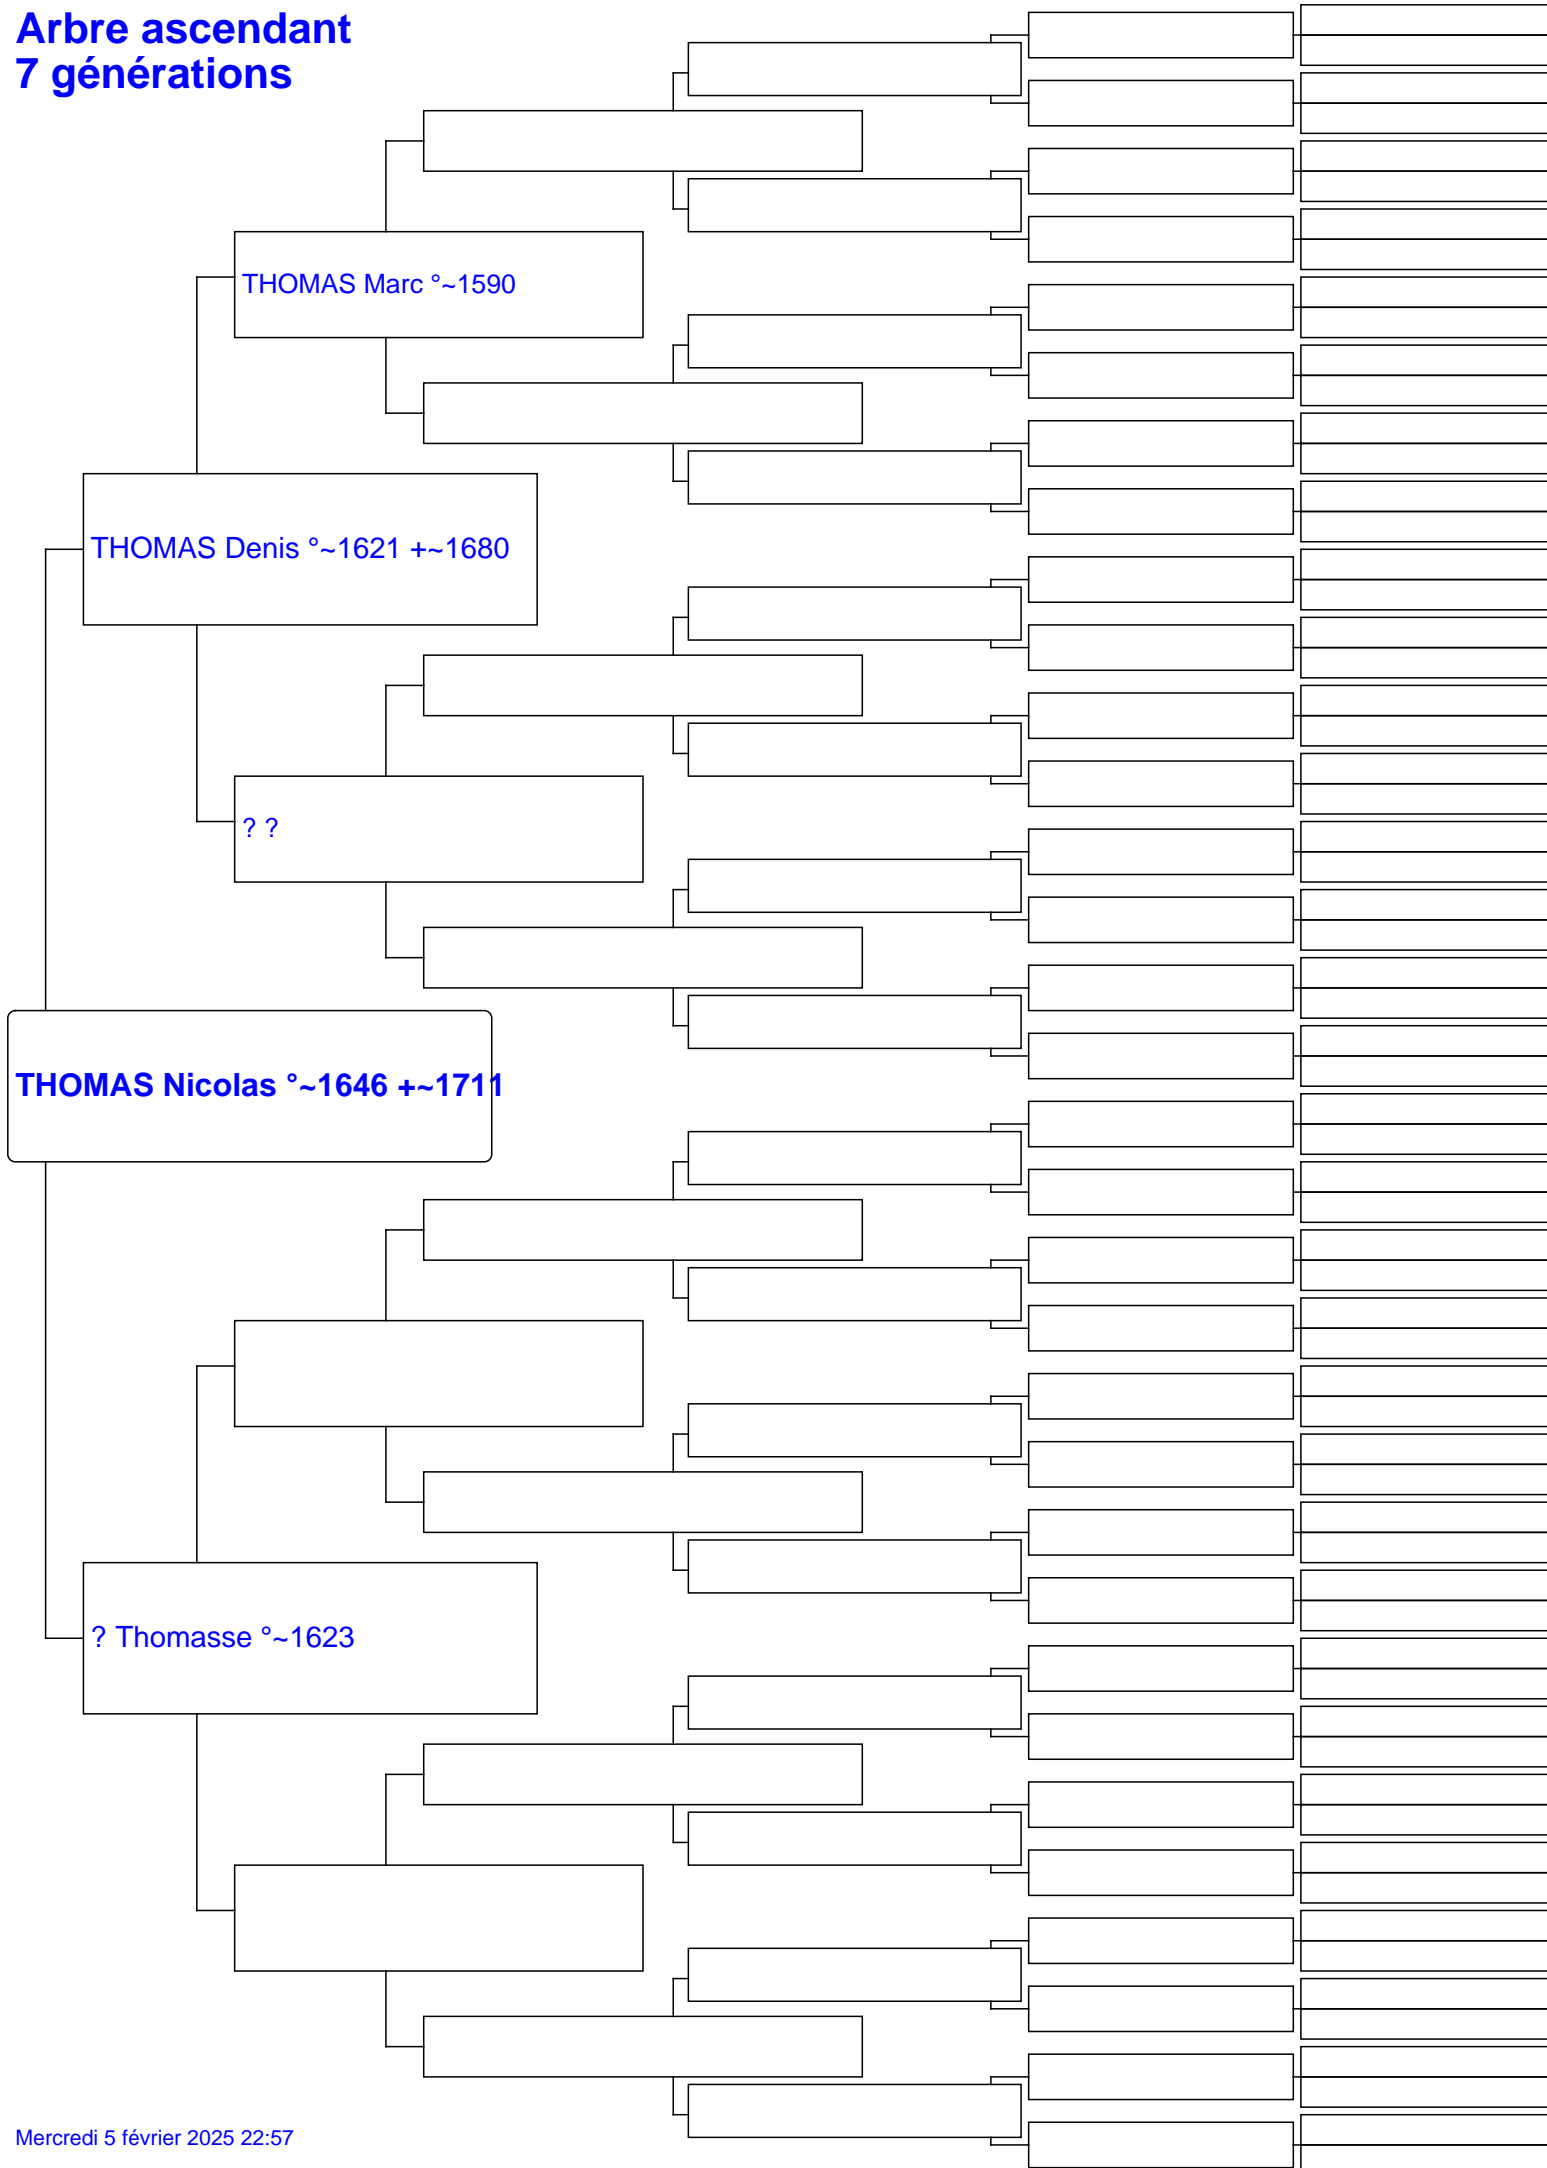 Arbre ascendant
7 générations
THOMAS Marc °~1590
THOMAS Denis °~1621 +~1680
? ?
THOMAS Nicolas °~1646 +~1711
? Thomasse °~1623
Mercredi 5 février 2025 22:57